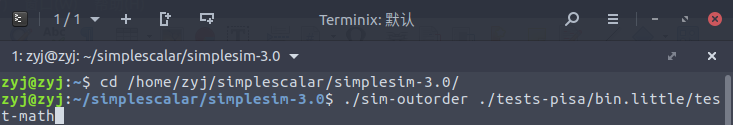 1 / 1
Terminix: 默认
1: zyj@zyj: ~/simplescalar/simplesim-3.0
zyj@zyj:~$ cd /home/zyj/simplescalar/simplesim-3.0/
zyj@zyj:~/simplescalar/simplesim-3.0$ ./sim-outorder ./tests-pisa/bin.little/tes
t-math